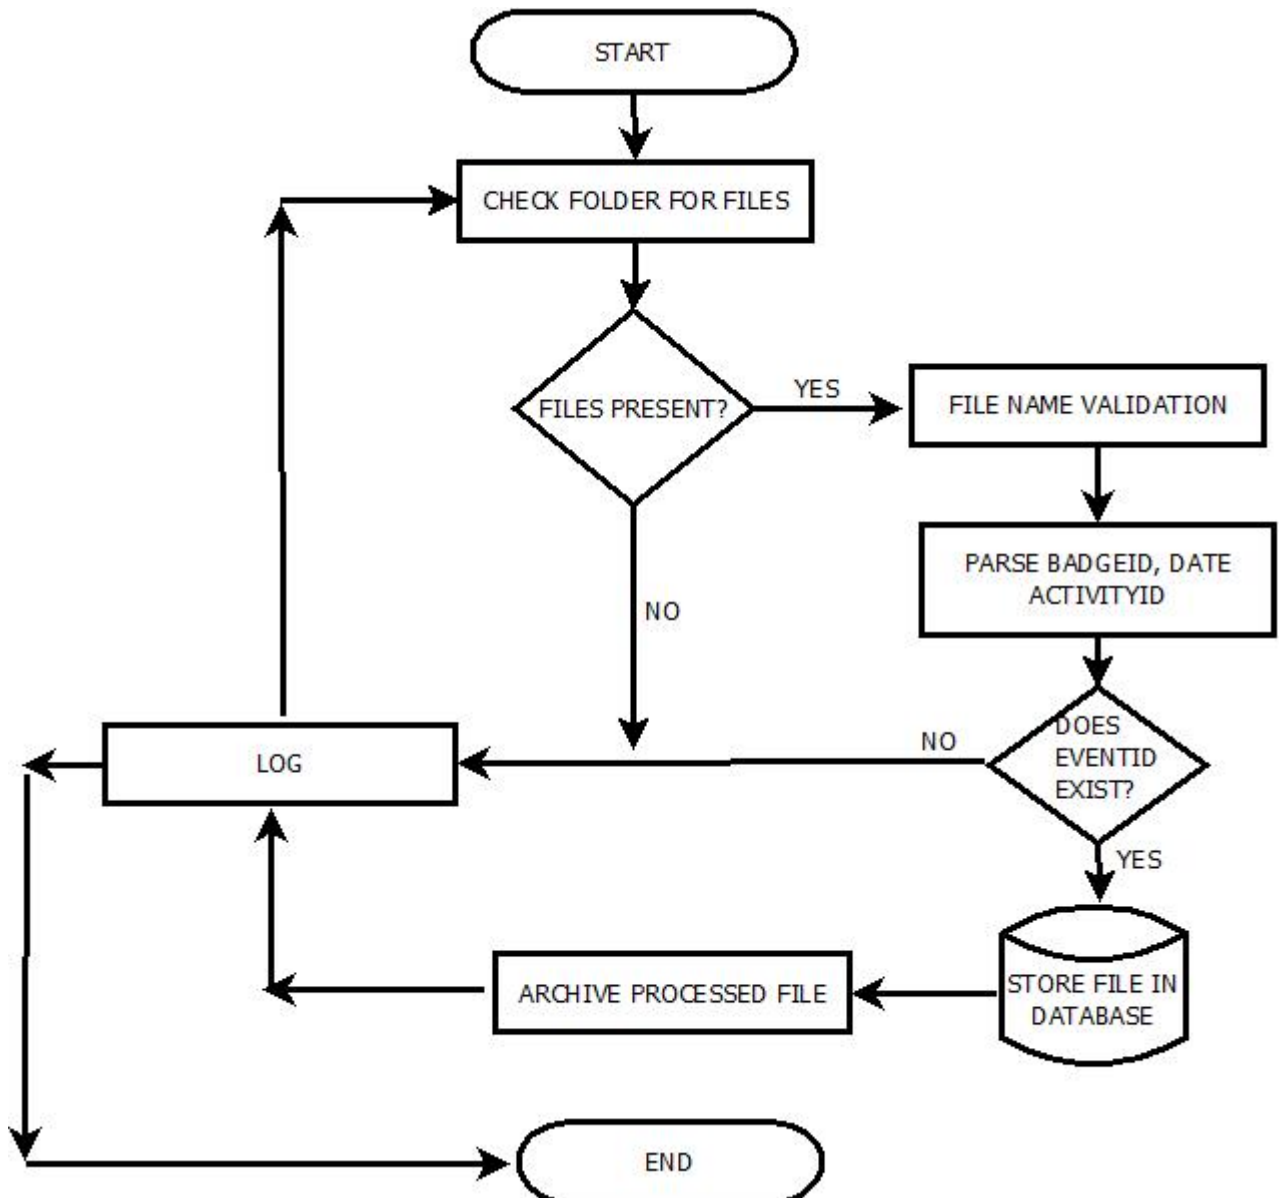 START
CHECK FOLDER FOR FILES
FILES PRESENT?
YES
FILE NAME VALIDATION
PARSE BADGEID, DATE
ACTIVITYID
NO
DOES
EVENTID
EXIST?
NO
LOG
YES
STORE FILE IN
DATABASE
ARCHIVE PROCESSED FILE
END